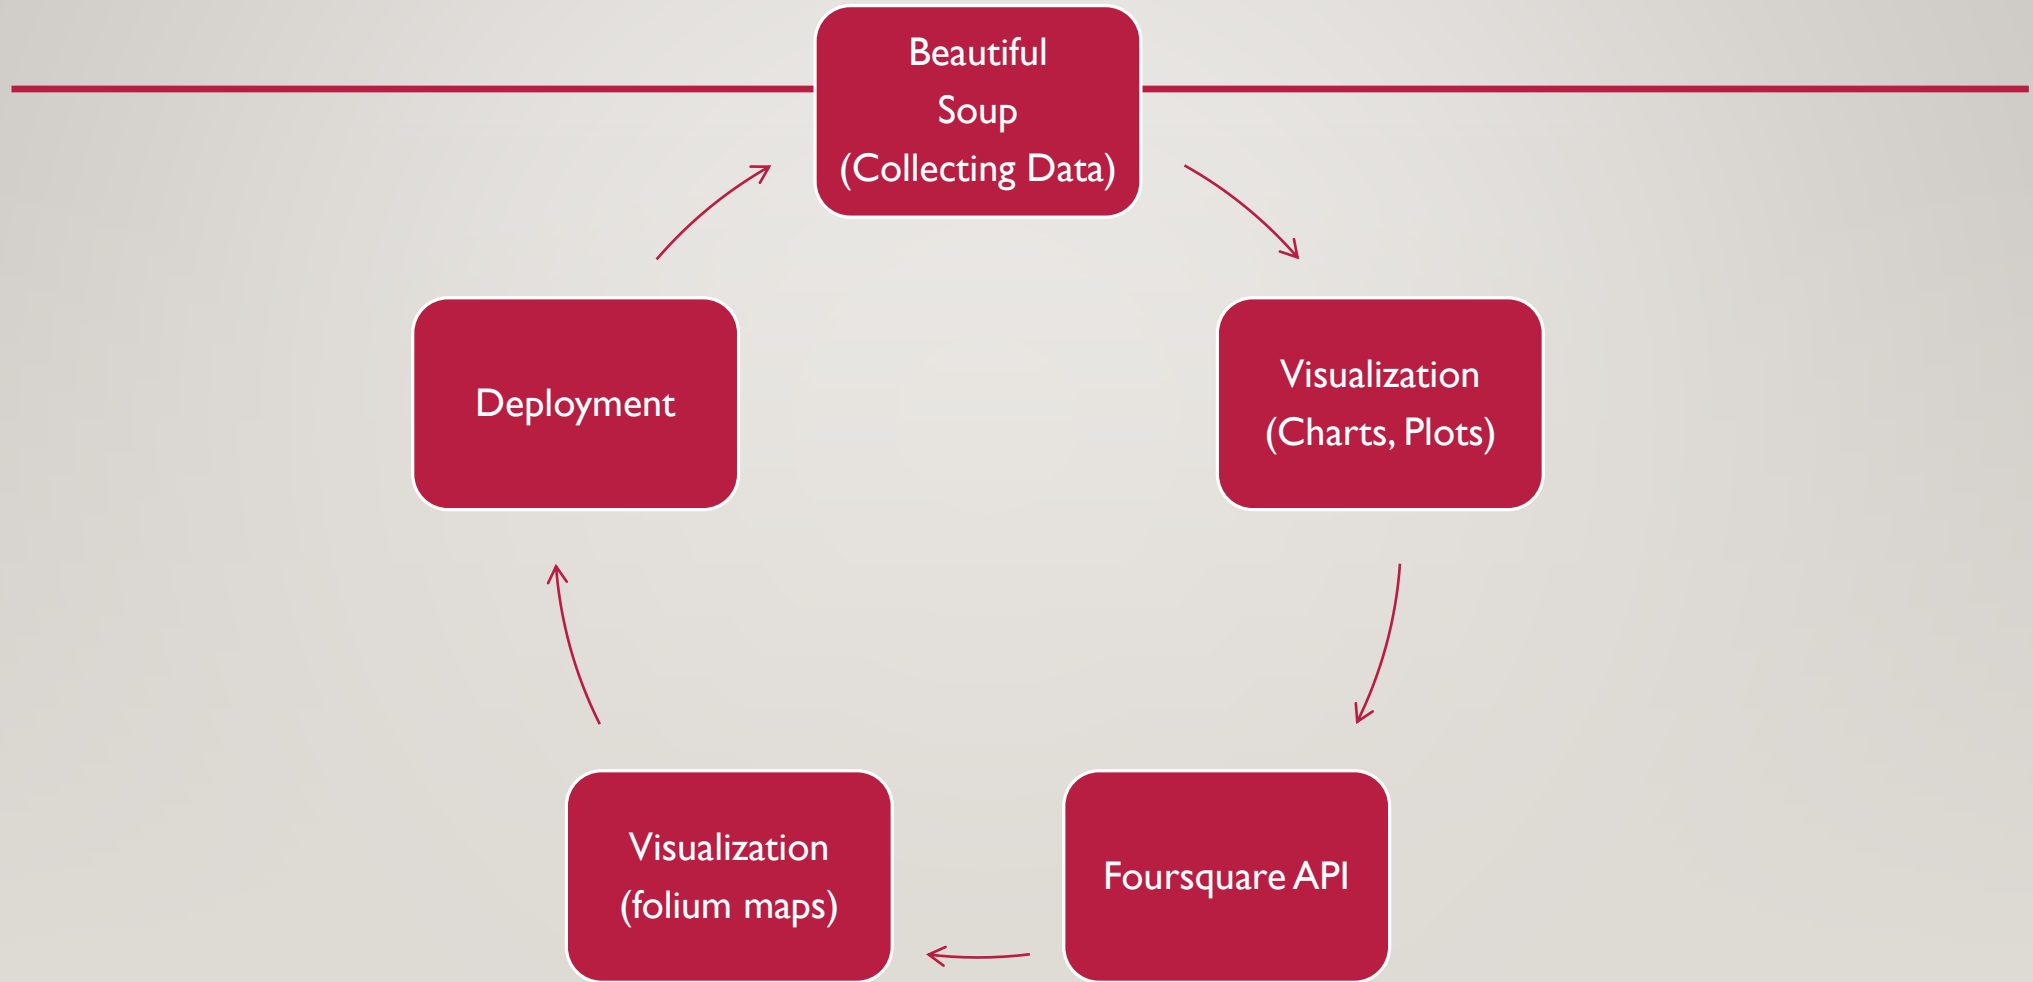 Beautiful
Soup
(Collecting Data)
Visualization
(Charts, Plots)
Foursquare API
Visualization
(folium maps)
Deployment